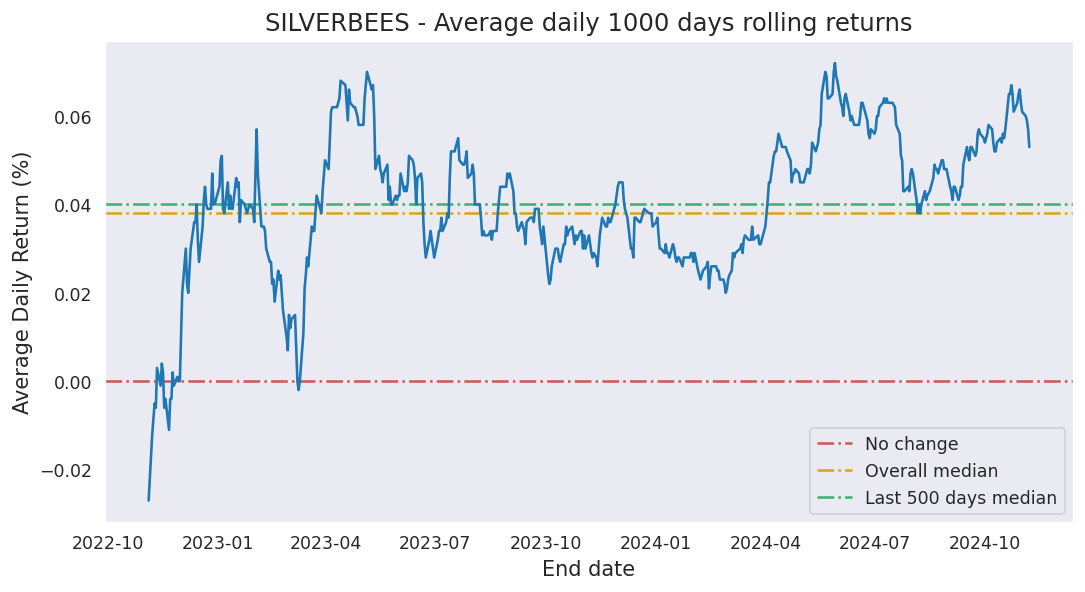 SILVERBEES - Average daily 1000 days rolling returns
Average Daily Return (%)
0.06
0.04
0.02
0.00
−0.02
No change
Overall median
Last 500 days median
2022-10 2023-01 2023-04 2023-07 2023-10 2024-01 2024-04 2024-07 2024-10
End date